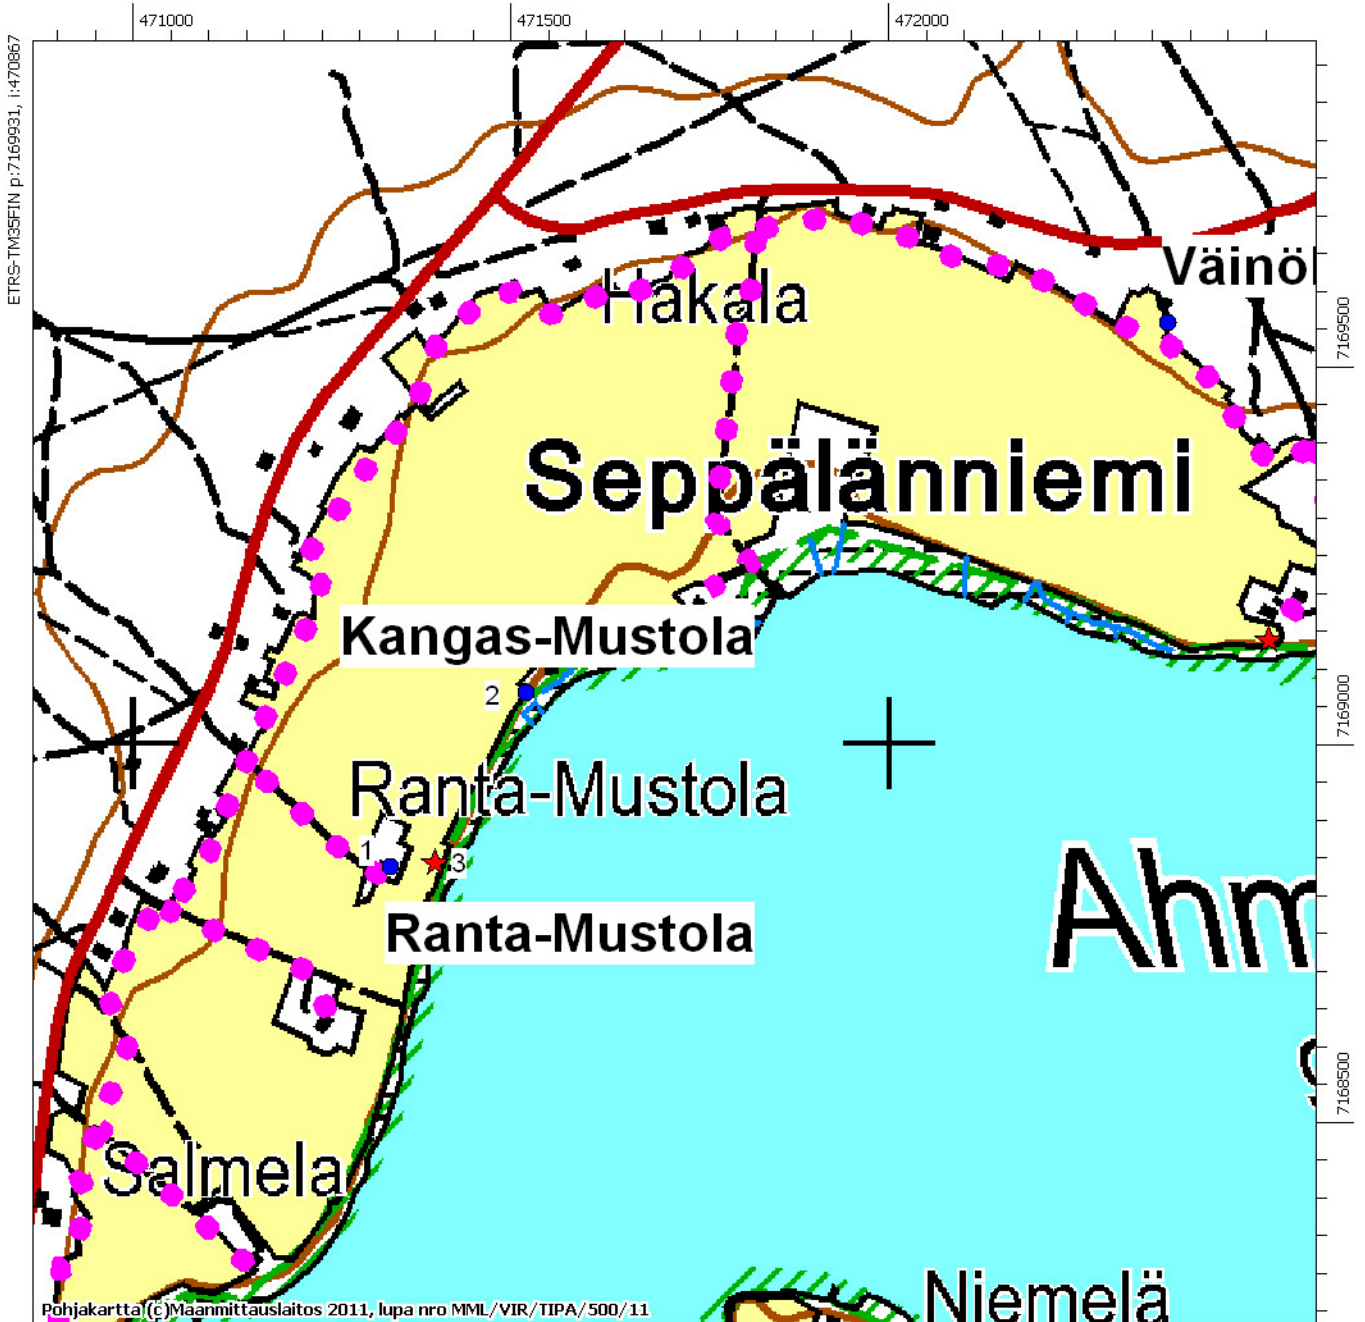 471000
471500
472000
ETRS-TM35FIN p:7169931, i:470867
Väinöl
Hakala
7169500
Seppälänniemi
Kangas-Mustola
2
7169000
Ranta-Mustola
1
3
Ahm
Ranta-Mustola
7168500
Salmela
Niemelä
Pohjakartta (c)Maanmittauslaitos 2011, lupa nro MML/VIR/TIPA/500/11